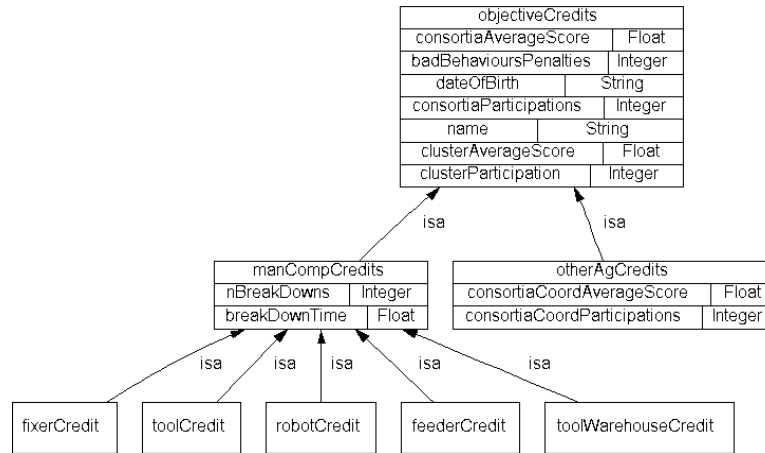 objectiveCredits
consortiaAverageScore Float
badBehavioursPenalties Integer
dateOfBirth String
consortiaParticipations Integer
name String
clusterAverageScore Float
clusterParticipation Integer
isa isa
manCompCredits otherAgCredits
nBreakDowns Integer consortiaCoordAverageScore Float
breakDownTime Float consortiaCoordParticipations Integer
isa isa isa isa isa
fixerCredit toolCredit robotCredit feederCredit toolWarehouseCredit